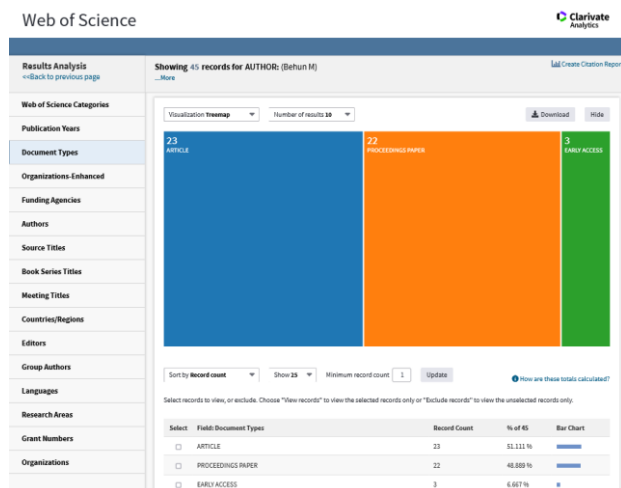 Web of Science
Clarivate
Analytics
Results Analysis
<<Back to previous page
Showing 45 records for AUTHOR: (Behun M)
...More
Create Citation Repor
Web of Science Categories
Publication Years
Document Types
Organizations-Enhanced
Funding Agencies
Authors
Source Titles
Book Series Titles
Meeting Titles
Countries/Regions
Editors
Group Authors
Languages
Research Areas
Grant Numbers
Organizations
Visualization Treemap
Number of results 10
Download
Hide
23
ARTICLE
22
PROCEEDINGS PAPER
3
EARLY ACCESS
Sort by Record count
Show 25
Minimum record count 1
Update
How are these totals calculated?
Select records to view, or exclude. Choose "View records" to view the selected records only or "Exclude records" to view the unselected records only.
Select Field: Document Types Record Count % of 45 Bar Chart
ARTICLE 23 51.111 %
PROCEEDINGS PAPER 22 48.889 %
EARLY ACCESS 3 6.667 %